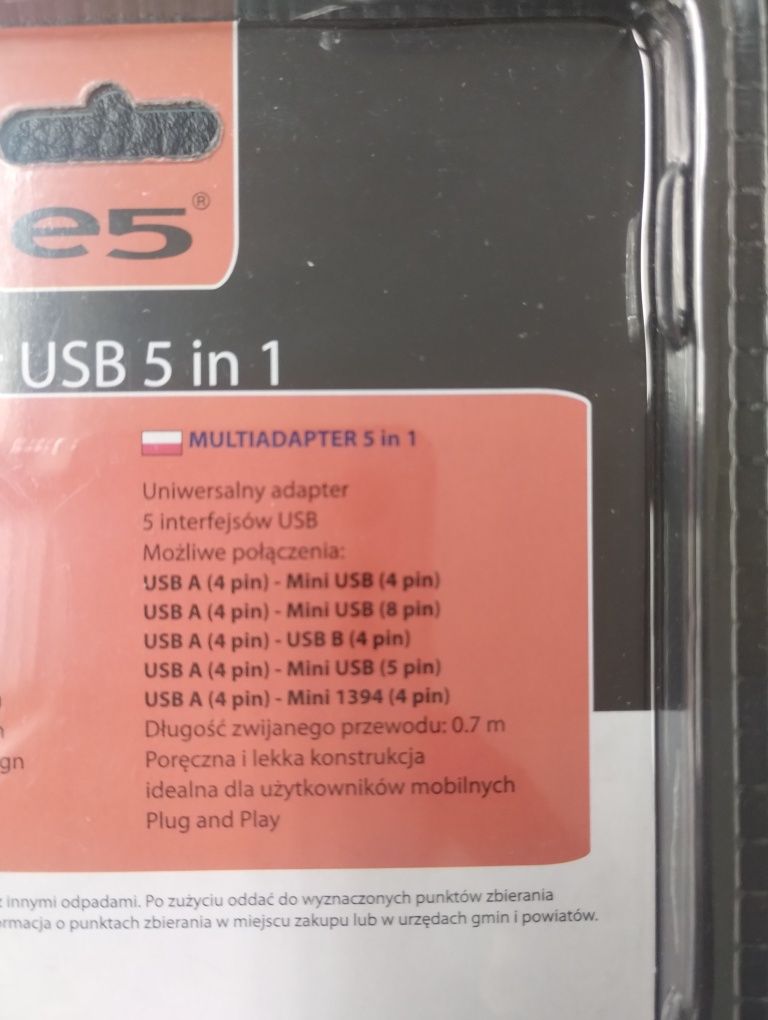 e5®
USB 5 in 1
MULTIADAPTER 5 in 1
Uniwersalny adapter
5 interfejsów USB
Możliwe połączenia:
USB A (4 pin) - Mini USB (4 pin)
USB A (4 pin) - Mini USB (8 pin)
USB A (4 pin) - USB B (4 pin)
USB A (4 pin) - Mini USB (5 pin)
USB A (4 pin) - Mini 1394 (4 pin)
Długość zwijanego przewodu: 0.7 m
Poręczna i lekka konstrukcja
idealna dla użytkowników mobilnych
Plug and Play
z innymi odpadami. Po zużyciu oddać do wyznaczonych punktów zbierania
o punktach zbierania w miejscu zakupu lub w urzędach gmin i powiatów.